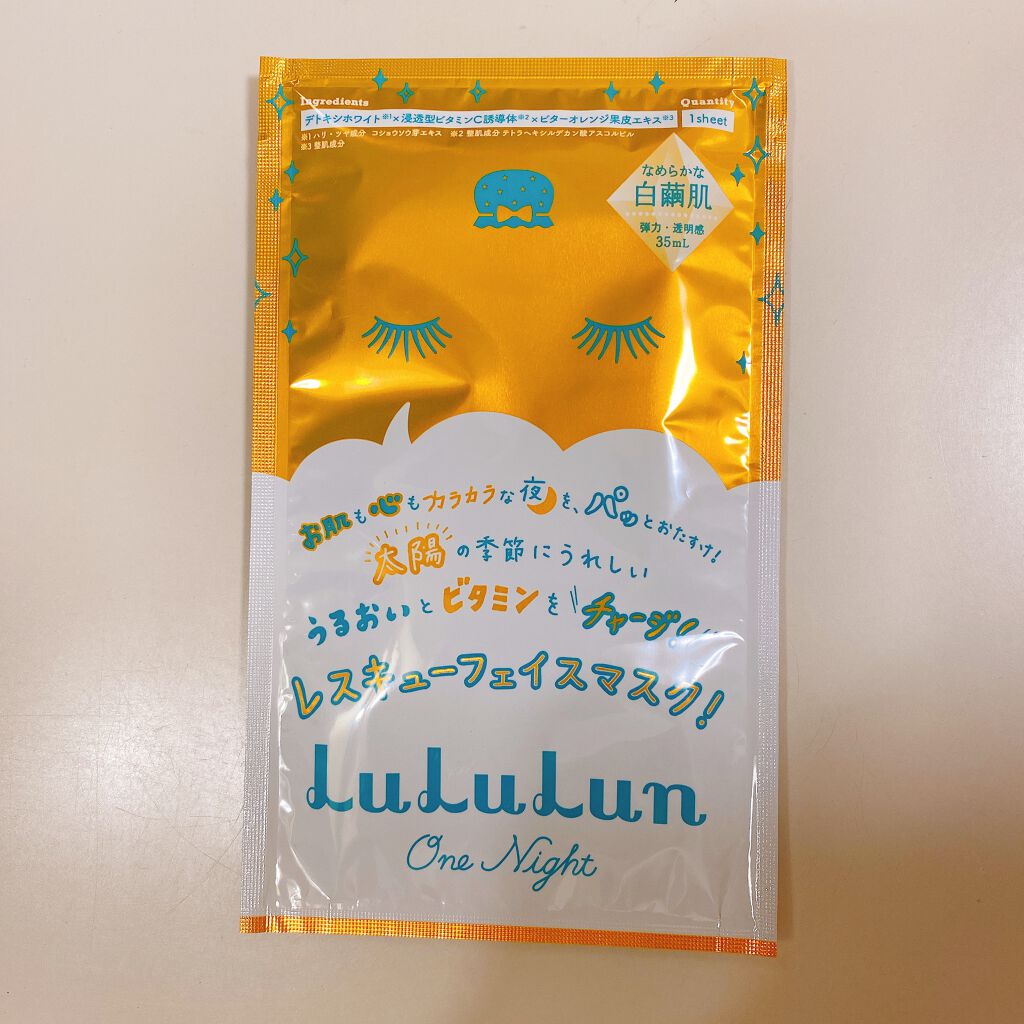 Ingredients
Quantity
デトキシホワイト※1×浸透型ビタミンC誘導体※2×ビターオレンジ果皮エキス※3
1sheet
※1 ハリ・ツヤ成分 コショウソウ芽エキス ※2 整肌成分 テトラヘキシルデカン酸アスコルビル
※3 整肌成分
なめらかな
白繭肌
弾力・透明感
35mL
お肌も心もカラカラな夜を、パッとおたすけ!
太陽の季節にうれしい
うるおいとビタミンをチャージ!
レスキューフェイスマスク!
LuLuLun
One Night